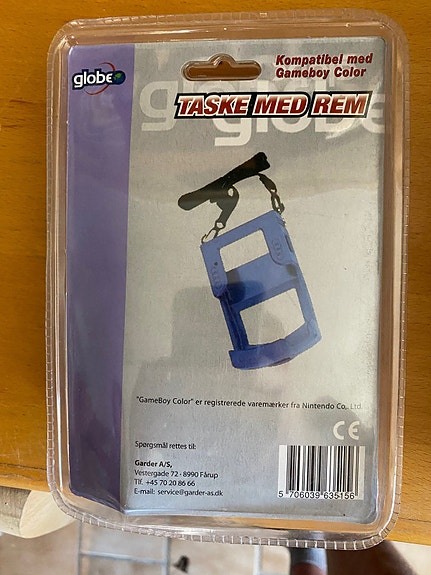 globe
Kompatibel med
Gameboy Color
TASKE MED REM
globe
"GameBoy Color" er registrerede varemærker fra Nintendo Co., Ltd.
Spørgsmål rettes til:
Garder A/S,
Vestergade 72 · 8990 Fårup
Tlf. +45 70 20 86 66
E-mail: service@garder-as.dk
CE
5 706039 635156